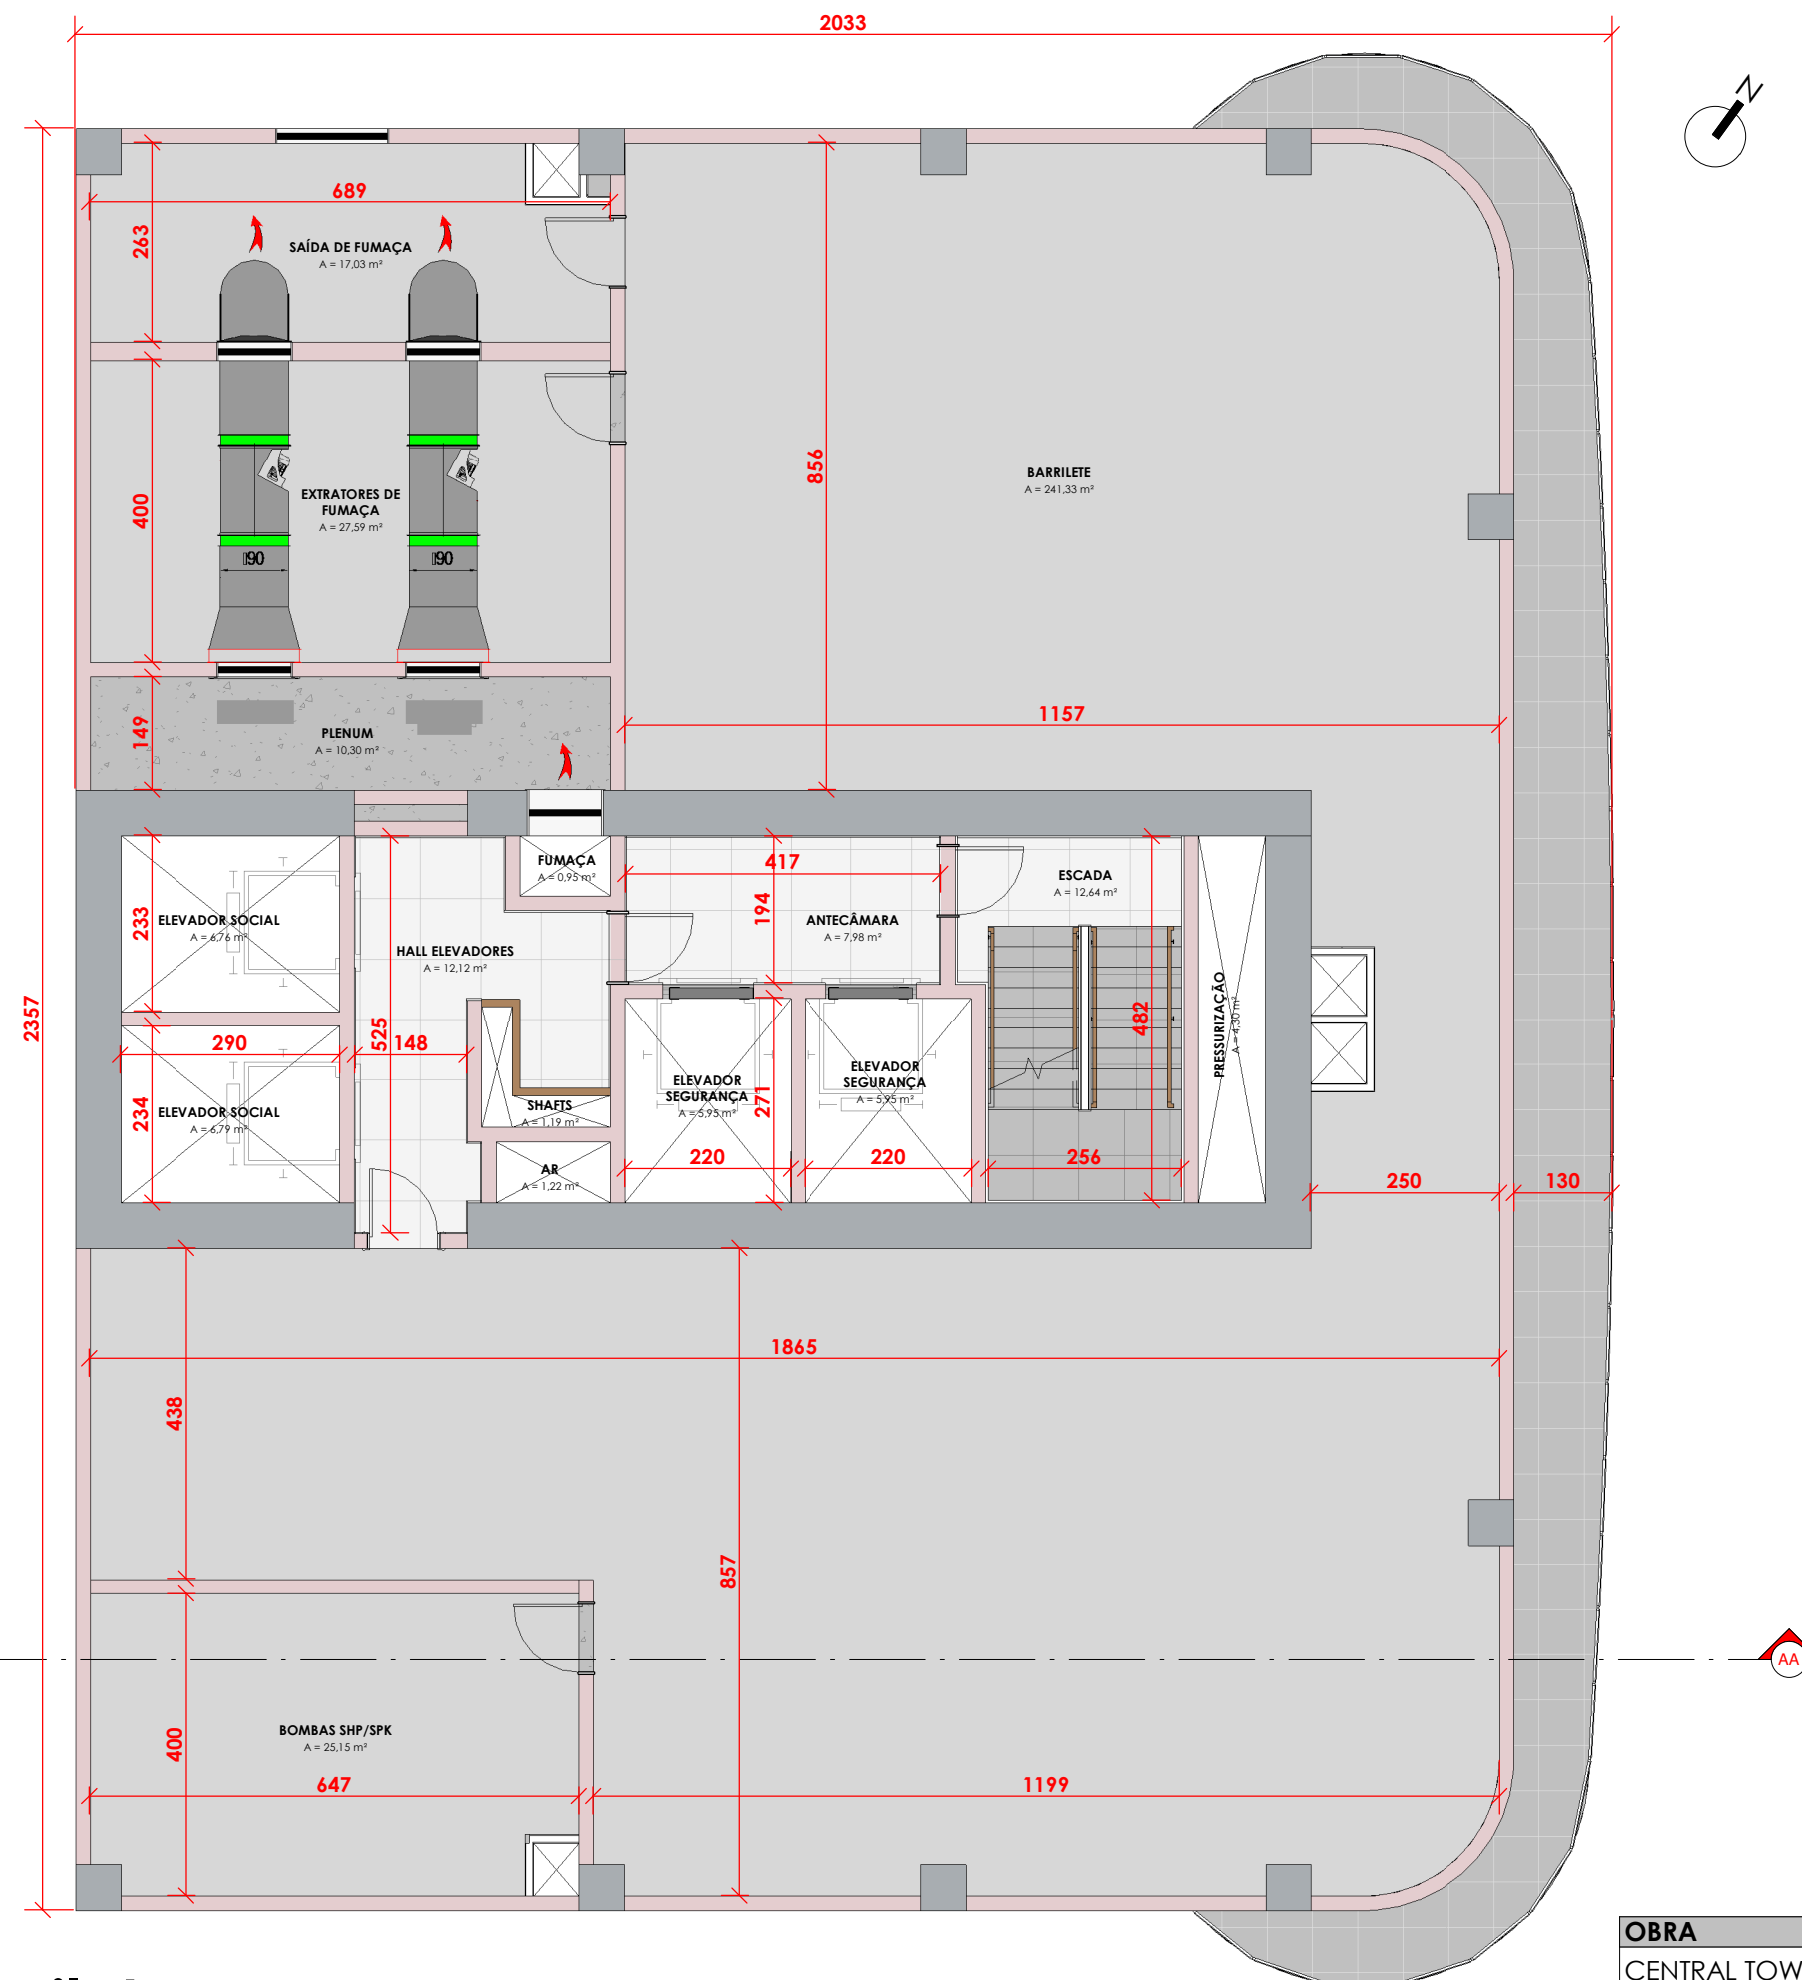 2033
N
689
263
SAÍDA DE FUMAÇA
A = 17,03 m²
856
BARRILETE
A = 241,33 m²
400
EXTRATORES DE
FUMAÇA
A = 27,59 m²
90
90
149
PLENUM
A = 10,30 m²
1157
FUMAÇA
A = 0,95 m²
417
194
ESCADA
A = 12,64 m²
233
ELEVADOR SOCIAL
A = 6,76 m²
ANTECÂMARA
A = 7,98 m²
HALL ELEVADORES
A = 12,12 m²
2357
290
525
148
482
PRESSURIZAÇÃO
A = 4,30 m²
234
ELEVADOR SOCIAL
A = 6,79 m²
SHAFTS
A = 1,19 m²
ELEVADOR
SEGURANÇA
A = 5,95 m²
271
ELEVADOR
SEGURANÇA
A = 5,95 m²
AR
A = 1,22 m²
220
220
256
250
130
1865
438
857
AA
400
BOMBAS SHP/SPK
A = 25,15 m²
647
1199
OBRA
CENTRAL TOW